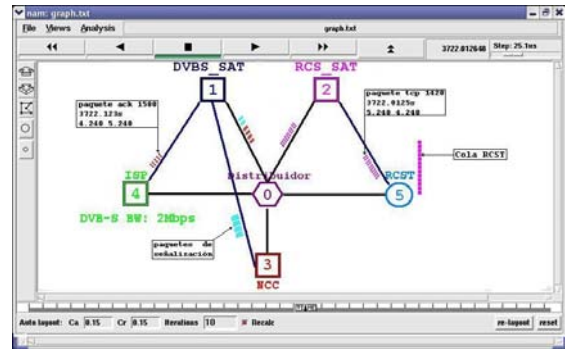 nam: graph.txt
File Views Analysis graph.txt
3722.012648 Step: 25.1ms
DVBS_SAT RCS_SAT
1 2
paquete ack 1500
3722.123s
4.240 5.240
paquete tcp 1420
3722.0125s
5.240 4.240
Cola RCST
ISP Distribuidor RCST
4 0 5
DVB-S BW: 2Mbps
paquetes de
señalización
3
NCC
Auto layout: Ca 0.15 Cr 0.15 Iterations 10 Recalc re-layout reset